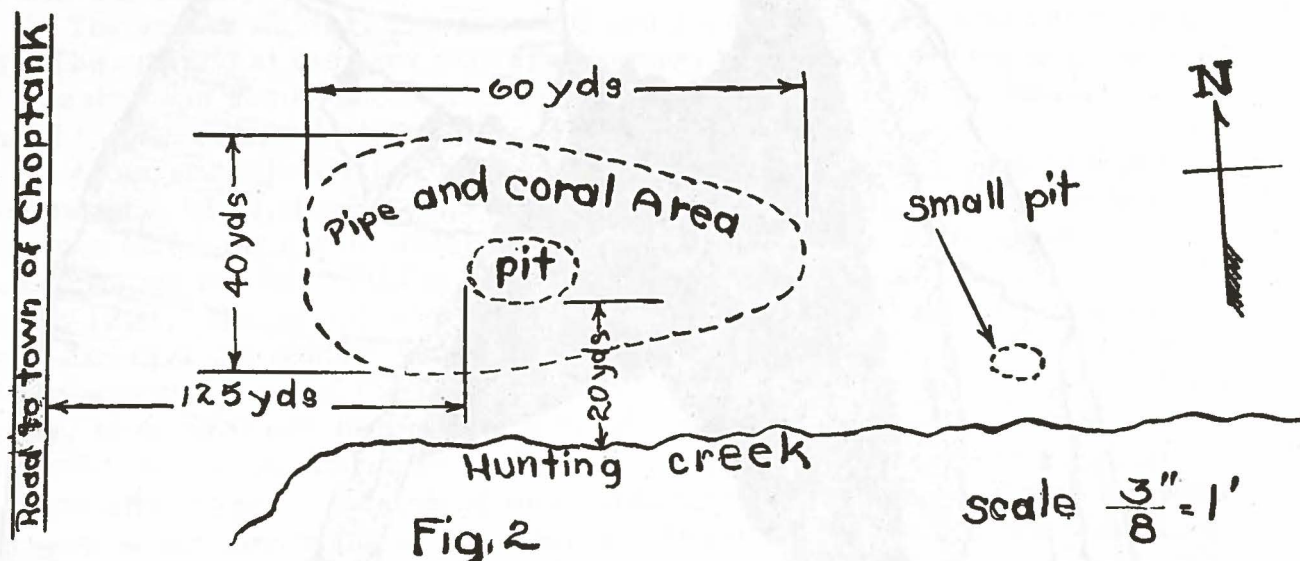 Road to town of Choptank
60 yds
40 yds
Pipe and coral Area
pit
small pit
N
125 yds
20 yds
Hunting creek
scale 3/8" = 1'
Fig. 2